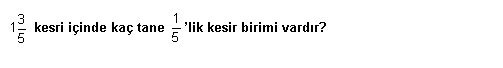 1 3/5 kesri içinde kaç tane 1/5 'lik kesir birimi vardır?